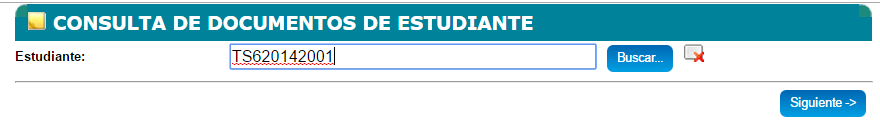 CONSULTA DE DOCUMENTOS DE ESTUDIANTE
Estudiante: TS620142001 Buscar...
Siguiente ->